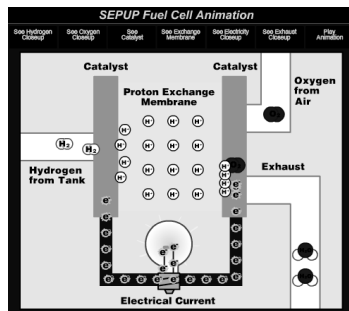 SEPUP Fuel Cell Animation
See Hydrogen Closeup
See Oxygen Closeup
See Catalyst
See Exchange Membrane
See Electricity Closeup
See Exhaust Closeup
Play Animation
Catalyst
Catalyst
Proton Exchange
Membrane
Oxygen
from
Air
H⁺ H⁺ H⁺
H⁺
H⁺ H⁺ H⁺
H⁺
H⁺ H⁺ H⁺
H⁺
H⁺ H⁺ H⁺
H₂ H₂
O₂
H⁺
H⁺
H⁺
H⁺
Hydrogen
from Tank
Exhaust
e⁻ e⁻ e⁻ e⁻
e⁻ e⁻ e⁻ e⁻
e⁻ e⁻ e⁻ e⁻
Electrical Current